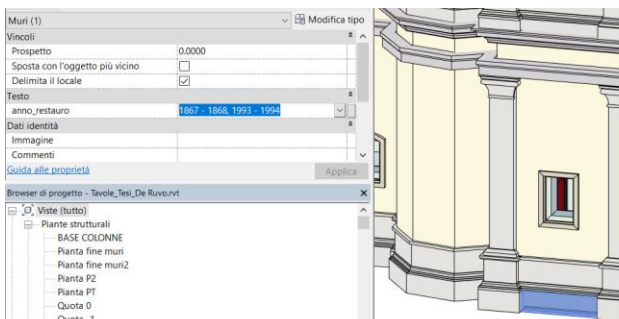 Muri (1) Modifica tipo
Vincoli
Prospetto 0.0000
Sposta con l'oggetto più vicino
Delimita il locale
Testo
anno_restauro 1867 - 1868, 1993 - 1994
Dati identità
Immagine
Commenti
Guida alle proprietà Applica
Browser di progetto - Tavole_Tesi_De Ruvo.rvt
Viste (tutto)
Piante strutturali
BASE COLONNE
Pianta fine muri
Pianta fine muri2
Pianta P2
Pianta PT
Quota 0
Quota -1